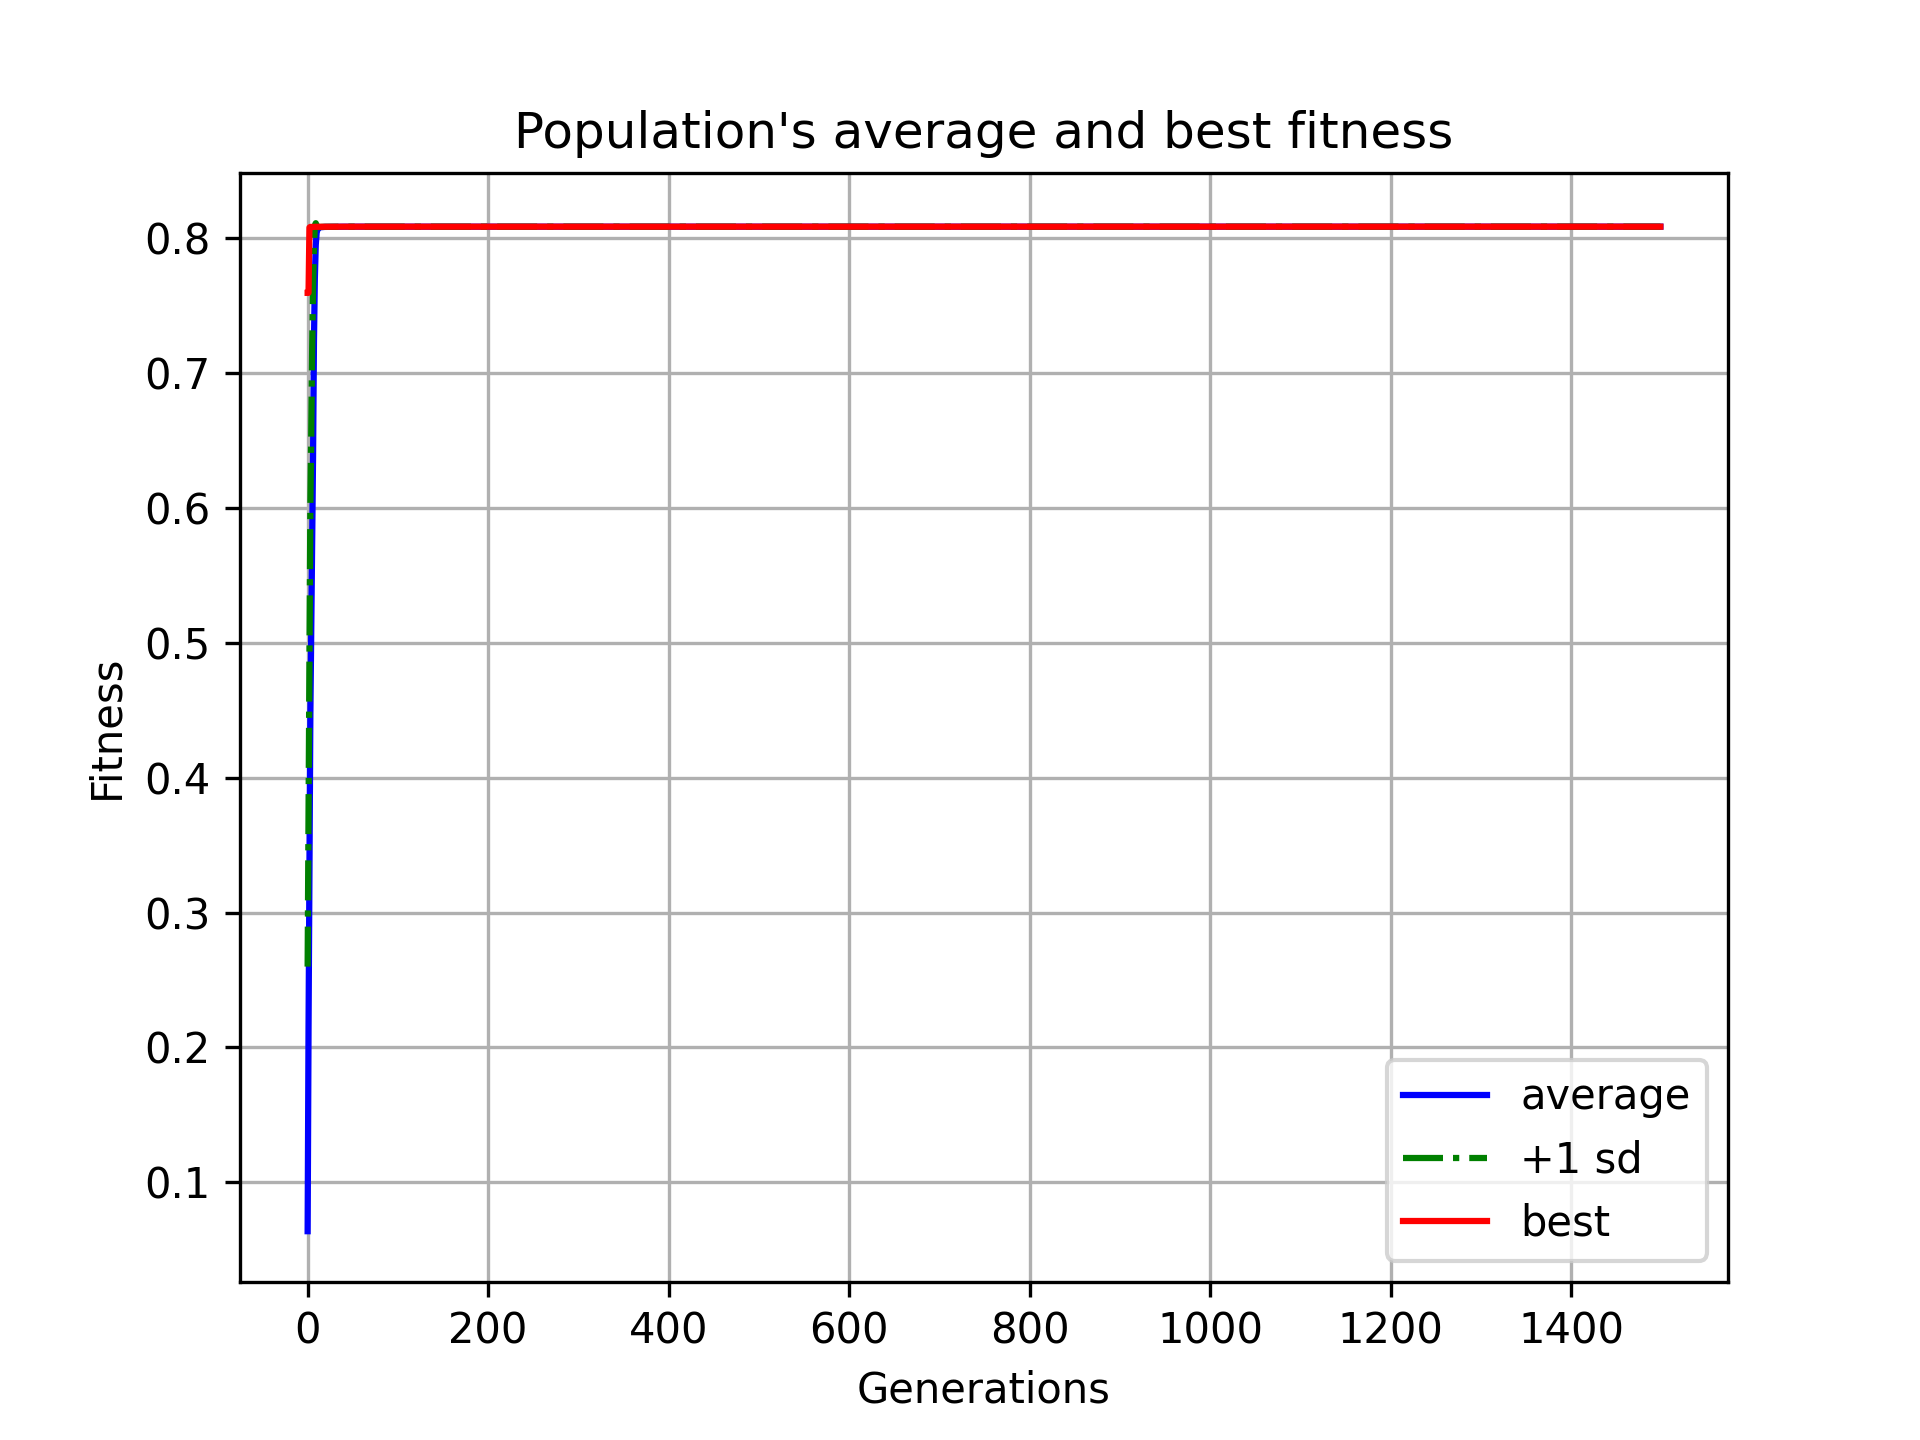 Population's average and best fitness
0.8
0.7
0.6
0.5
0.4
0.3
0.2
0.1
Fitness
average
+1 sd
best
0 200 400 600 800 1000 1200 1400
Generations